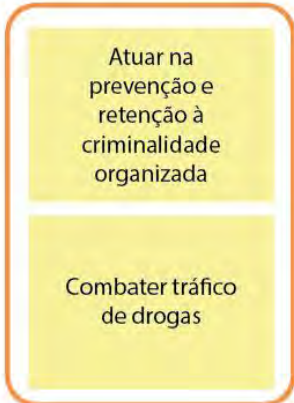 Atuar na
prevenção e
retenção à
criminalidade
organizada
Combater tráfico
de drogas